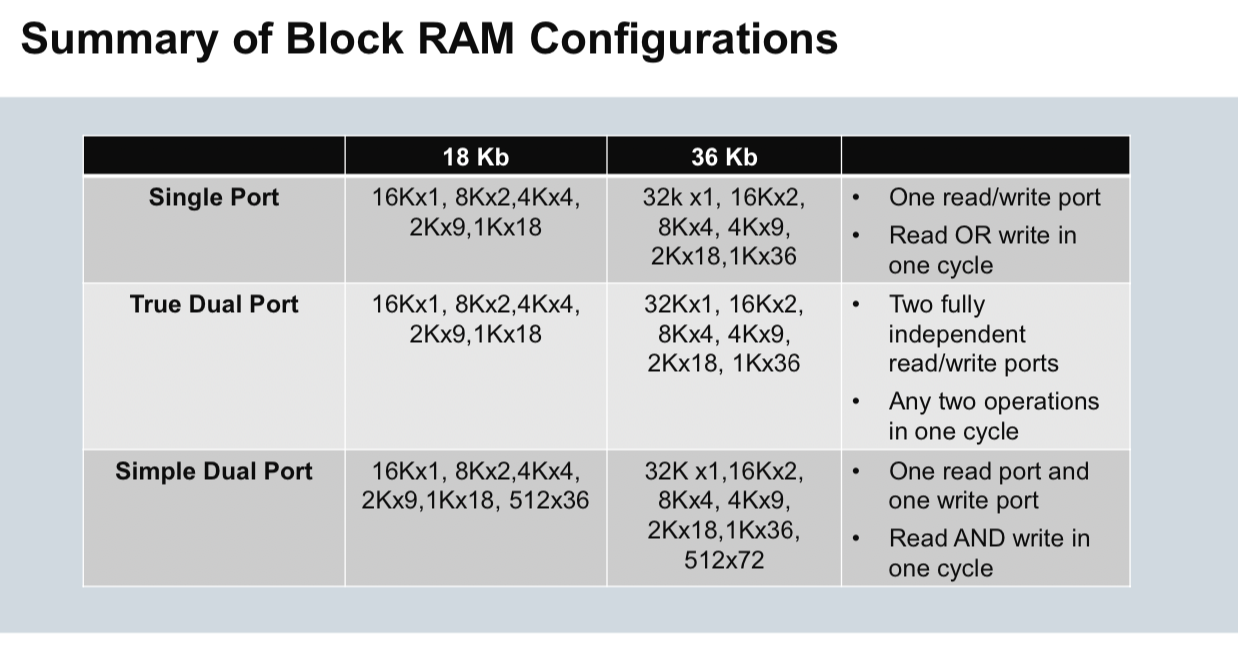 Summary of Block RAM Configurations
18 Kb
36 Kb
Single Port
16Kx1, 8Kx2,4Kx4,
2Kx9,1Kx18
32k x1, 16Kx2,
8Kx4, 4Kx9,
2Kx18,1Kx36
• One read/write port
• Read OR write in
one cycle
True Dual Port
16Kx1, 8Kx2,4Kx4,
2Kx9,1Kx18
32Kx1, 16Kx2,
8Kx4, 4Kx9,
2Kx18, 1Kx36
• Two fully
independent
read/write ports
• Any two operations
in one cycle
Simple Dual Port
16Kx1, 8Kx2,4Kx4,
2Kx9,1Kx18, 512x36
32K x1,16Kx2,
8Kx4, 4Kx9,
2Kx18,1Kx36,
512x72
• One read port and
one write port
• Read AND write in
one cycle